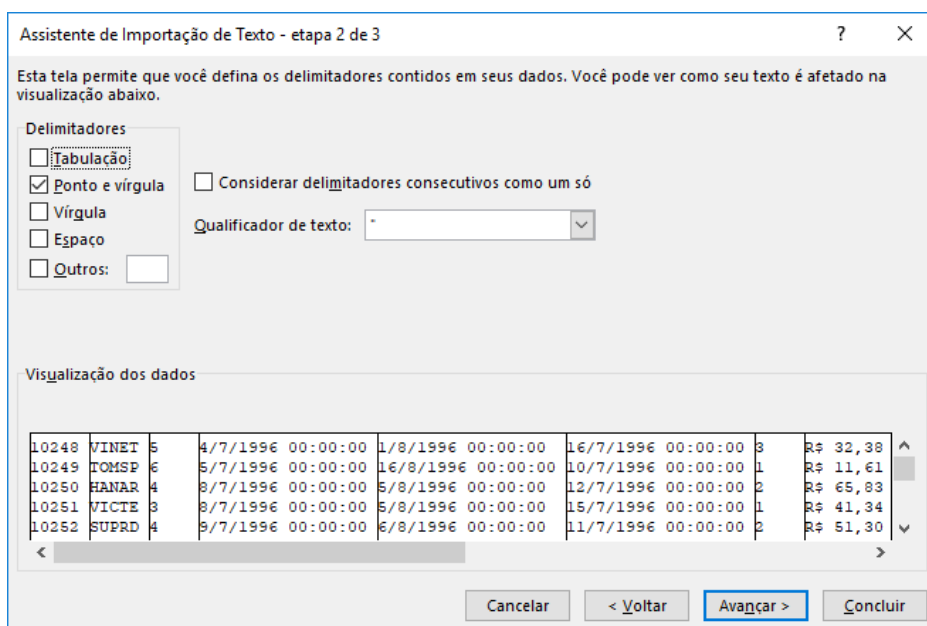 Assistente de Importação de Texto - etapa 2 de 3 ? ×
Esta tela permite que você defina os delimitadores contidos em seus dados. Você pode ver como seu texto é afetado na
visualização abaixo.
Delimitadores
Tabulação
Ponto e vírgula
Vírgula
Espaço
Outros:
Considerar delimitadores consecutivos como um só
Qualificador de texto: "
Visualização dos dados
10248 VINET 5 4/7/1996 00:00:00 1/8/1996 00:00:00 16/7/1996 00:00:00 3 R$ 32,38
10249 TOMSP 6 5/7/1996 00:00:00 16/8/1996 00:00:00 10/7/1996 00:00:00 1 R$ 11,61
10250 HANAR 4 8/7/1996 00:00:00 5/8/1996 00:00:00 12/7/1996 00:00:00 2 R$ 65,83
10251 VICTE 3 8/7/1996 00:00:00 5/8/1996 00:00:00 15/7/1996 00:00:00 1 R$ 41,34
10252 SUPRD 4 9/7/1996 00:00:00 6/8/1996 00:00:00 11/7/1996 00:00:00 2 R$ 51,30
Cancelar < Voltar Avançar > Concluir